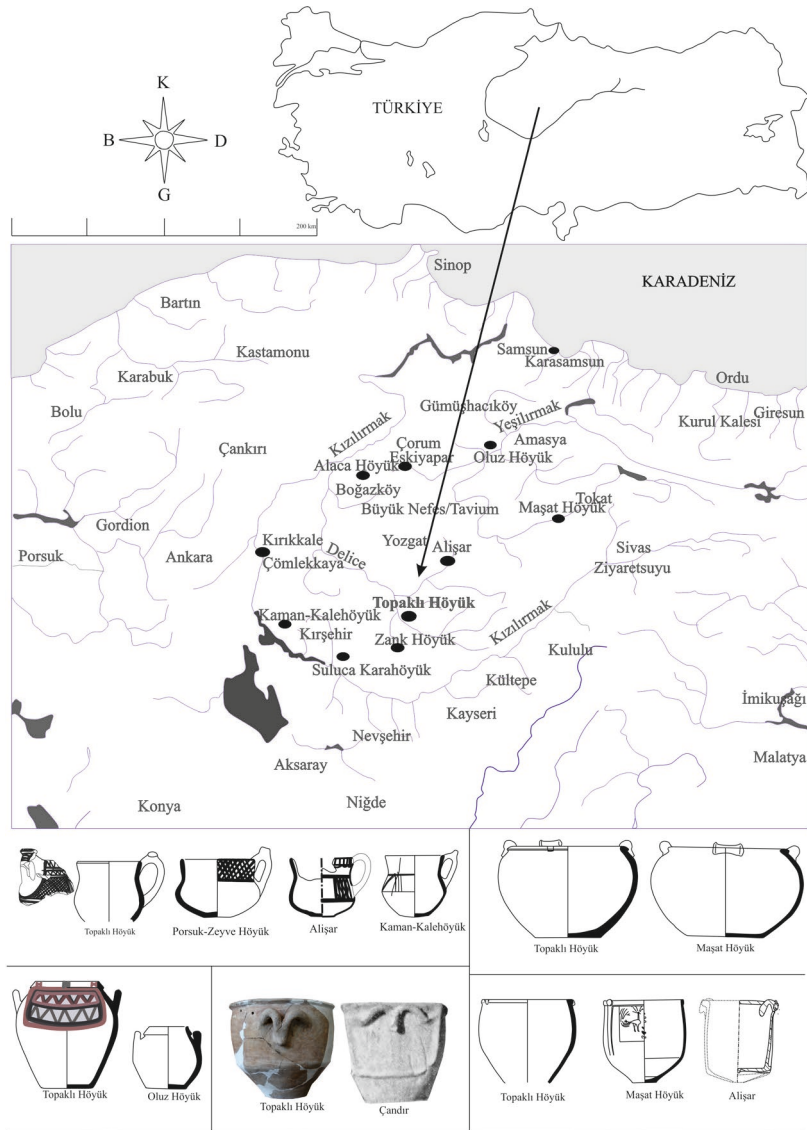 K
TÜRKİYE
B D
G
200 km
Sinop
KARADENİZ
Bartın
Kastamonu
Samsun
Karasamsun
Karabuk
Ordu
Bolu
Gümüşhacıköy
Giresun
Kurul Kalesi
Yeşilırmak
Kızılırmak
Çorum
Amasya
Çankırı
Eskiyapar
Oluz Höyük
Alaca Höyük
Boğazköy
Tokat
Büyük Nefes/Tavium
Maşat Höyük
Gordion
Kırıkkale
Yozgat
Alişar
Sivas
Porsuk
Ankara
Çömlekkaya
Delice
Ziyaretsuyu
Topaklı Höyük
Kaman-Kalehöyük
Kızılırmak
Kırşehir
Zank Höyük
Kululu
Suluca Karahöyük
Kültepe
İmikuşağı
Kayseri
Nevşehir
Malatya
Aksaray
Konya
Niğde
Topaklı Höyük
Porsuk-Zeyve Höyük
Alişar
Kaman-Kalehöyük
Topaklı Höyük
Maşat Höyük
Topaklı Höyük
Oluz Höyük
Topaklı Höyük
Çandır
Topaklı Höyük
Maşat Höyük
Alişar